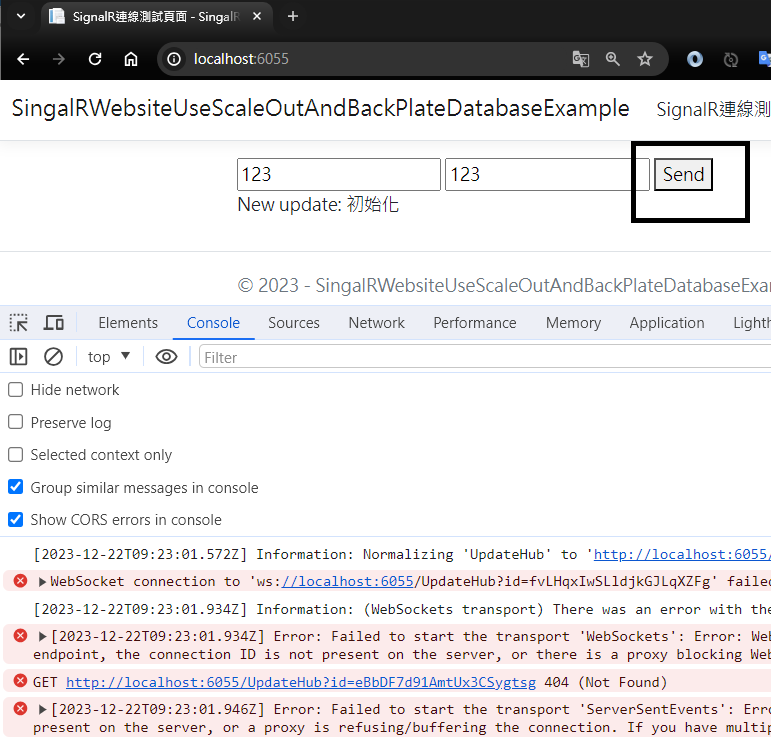 SignalR連線測試頁面 - SingalR
localhost:6055
SingalRWebsiteUseScaleOutAndBackPlateDatabaseExample SignalR連線測
123 123 Send
New update: 初始化
© 2023 - SingalRWebsiteUseScaleOutAndBackPlateDatabaseExa
Elements Console Sources Network Performance Memory Application Lighth
top Filter
Hide network
Preserve log
Selected context only
Group similar messages in console
Show CORS errors in console
[2023-12-22T09:23:01.572Z] Information: Normalizing 'UpdateHub' to 'http://localhost:6055/
WebSocket connection to 'ws://localhost:6055/UpdateHub?id=fvLHqxIwSLldjkGJLqXZFg' failed
[2023-12-22T09:23:01.934Z] Information: (WebSockets transport) There was an error with the
[2023-12-22T09:23:01.934Z] Error: Failed to start the transport 'WebSockets': Error: Web
endpoint, the connection ID is not present on the server, or there is a proxy blocking Web
GET http://localhost:6055/UpdateHub?id=eBbDF7d91AmtUx3CSygtsg 404 (Not Found)
[2023-12-22T09:23:01.946Z] Error: Failed to start the transport 'ServerSentEvents': Erro
present on the server, or a proxy is refusing/buffering the connection. If you have multip